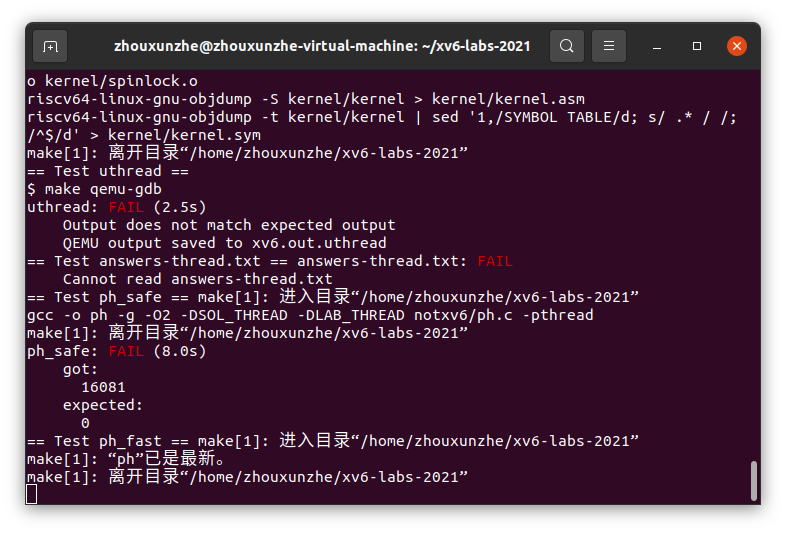 zhouxunzhe@zhouxunzhe-virtual-machine: ~/xv6-labs-2021
o kernel/spinlock.o
riscv64-linux-gnu-objdump -S kernel/kernel > kernel/kernel.asm
riscv64-linux-gnu-objdump -t kernel/kernel | sed '1,/SYMBOL TABLE/d; s/ .* / /;
/^$/d' > kernel/kernel.sym
make[1]: 离开目录“/home/zhouxunzhe/xv6-labs-2021”
== Test uthread ==
$ make qemu-gdb
uthread: FAIL (2.5s)
    Output does not match expected output
    QEMU output saved to xv6.out.uthread
== Test answers-thread.txt == answers-thread.txt: FAIL
    Cannot read answers-thread.txt
== Test ph_safe == make[1]: 进入目录“/home/zhouxunzhe/xv6-labs-2021”
gcc -o ph -g -O2 -DSOL_THREAD -DLAB_THREAD notxv6/ph.c -pthread
make[1]: 离开目录“/home/zhouxunzhe/xv6-labs-2021”
ph_safe: FAIL (8.0s)
    got:
      16081
    expected:
      0
== Test ph_fast == make[1]: 进入目录“/home/zhouxunzhe/xv6-labs-2021”
make[1]: “ph”已是最新。
make[1]: 离开目录“/home/zhouxunzhe/xv6-labs-2021”